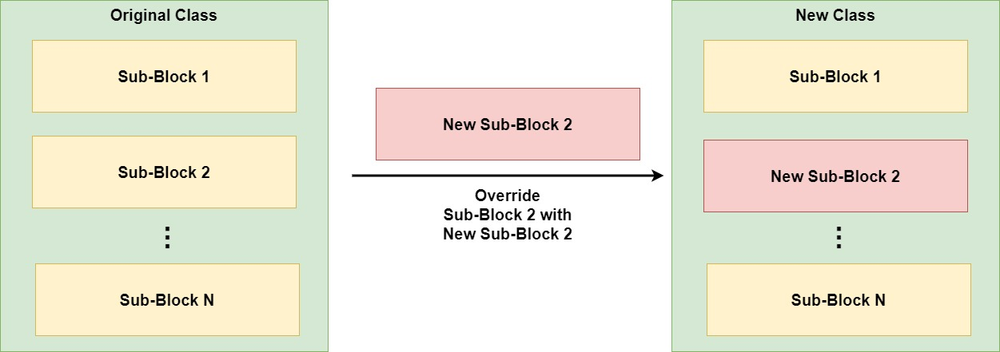 Original Class
Sub-Block 1
Sub-Block 2
Sub-Block N
New Sub-Block 2
Override
Sub-Block 2 with
New Sub-Block 2
New Class
Sub-Block 1
New Sub-Block 2
Sub-Block N